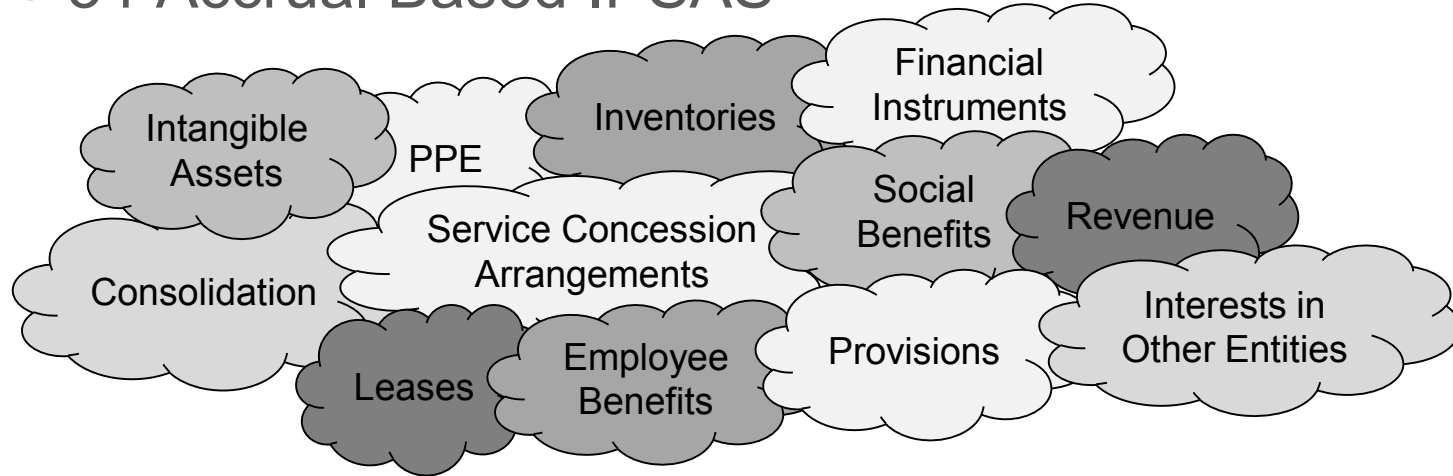 Accrual Based IPSAS
Intangible
Assets
PPE
Inventories
Financial
Instruments
Service Concession
Arrangements
Social
Benefits
Revenue
Consolidation
Leases
Employee
Benefits
Provisions
Interests in
Other Entities